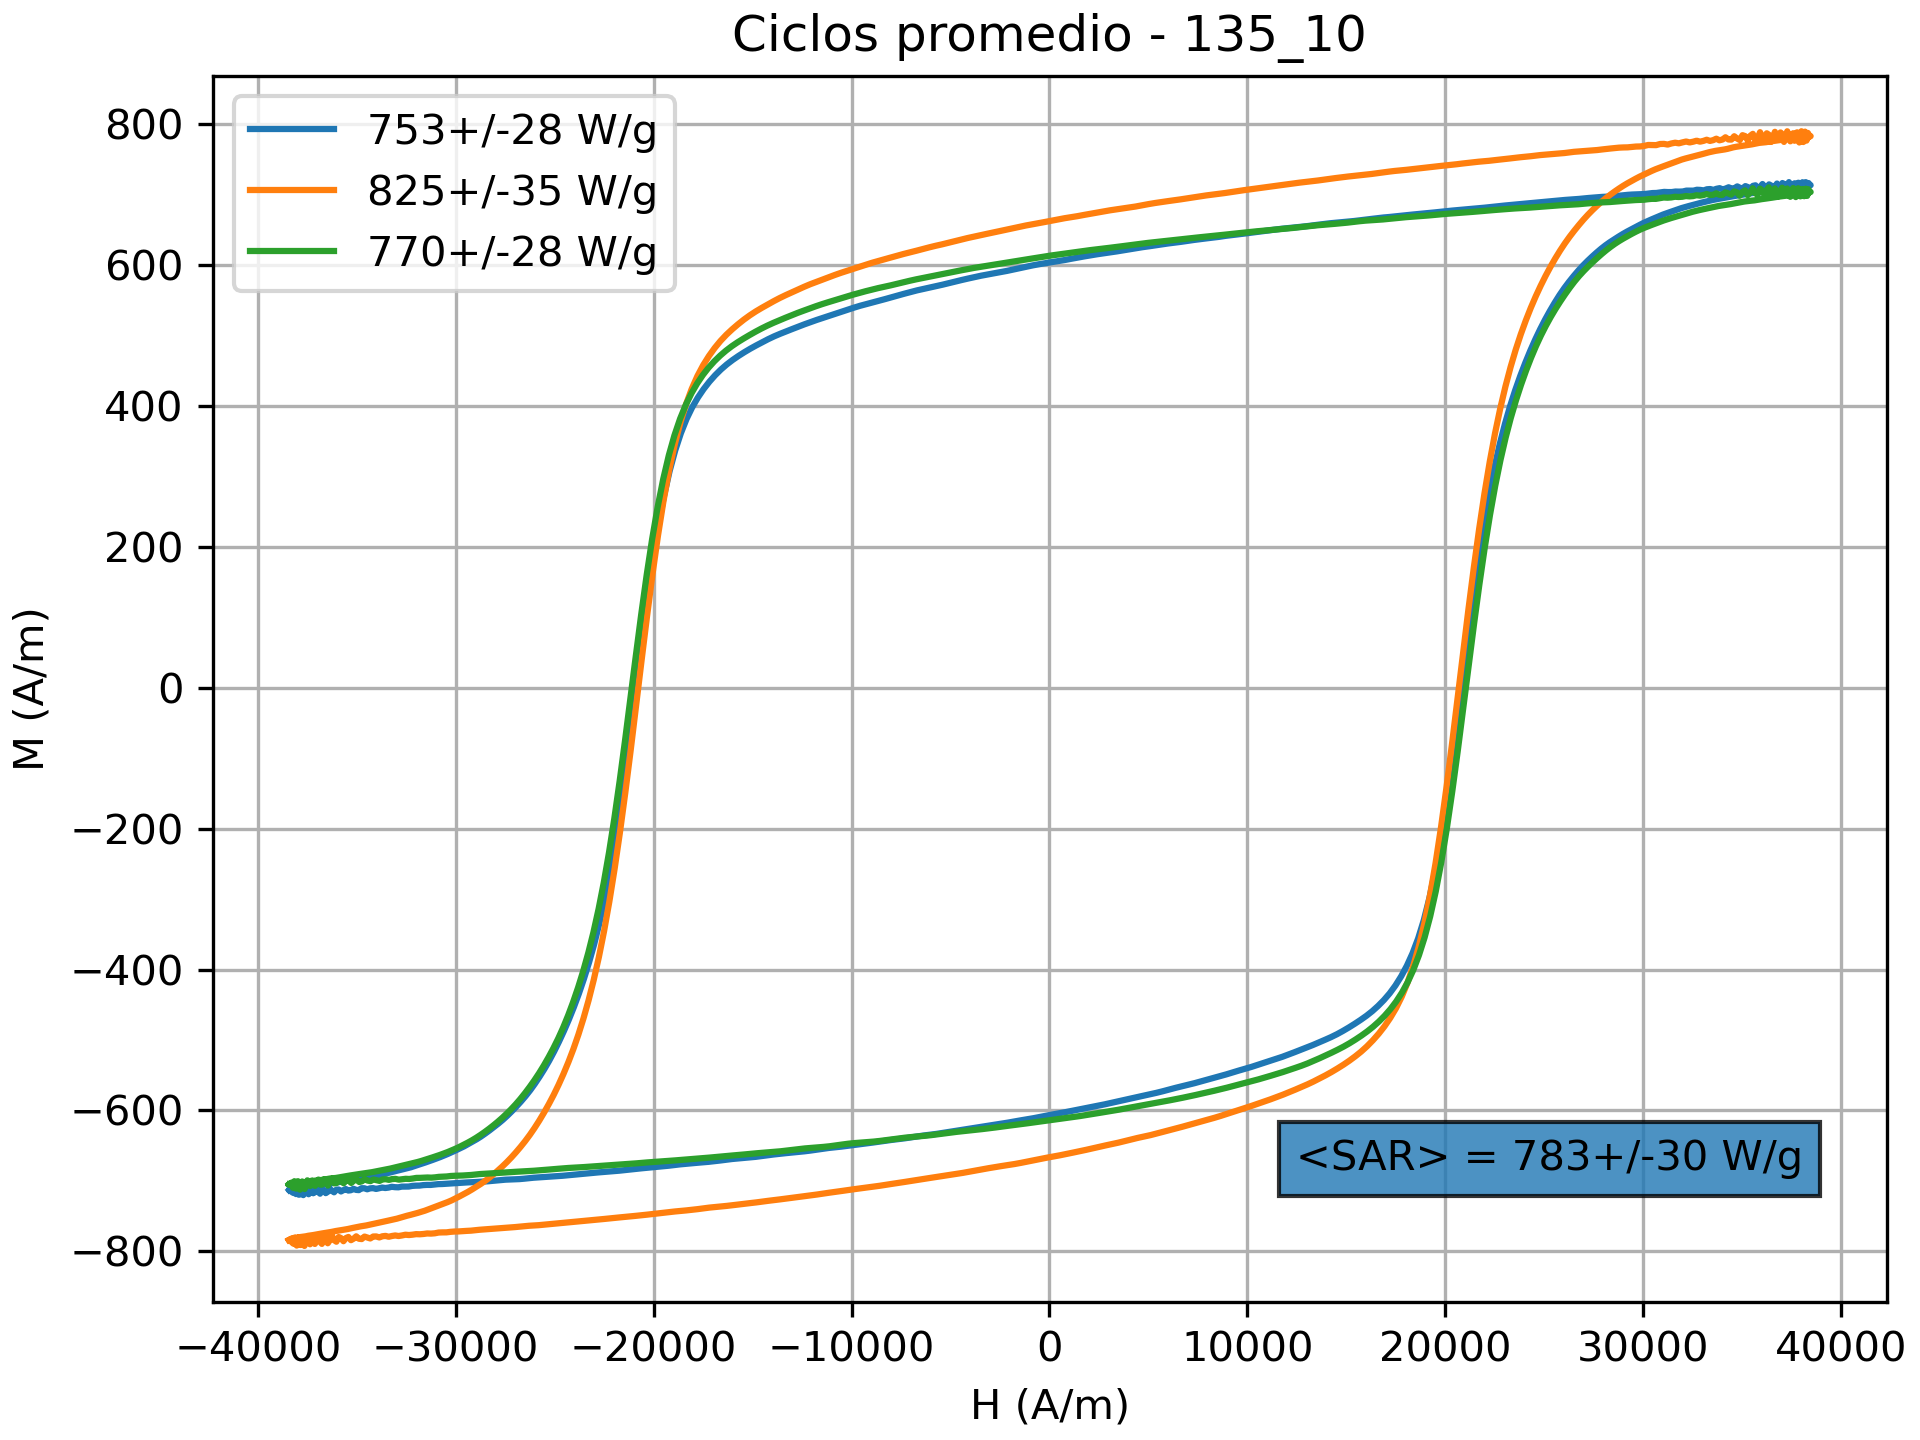 Ciclos promedio - 135_10
753+/-28 W/g
825+/-35 W/g
770+/-28 W/g
800
600
400
200
0
−200
−400
−600
−800
M (A/m)
<SAR> = 783+/-30 W/g
−40000 −30000 −20000 −10000 0 10000 20000 30000 40000
H (A/m)